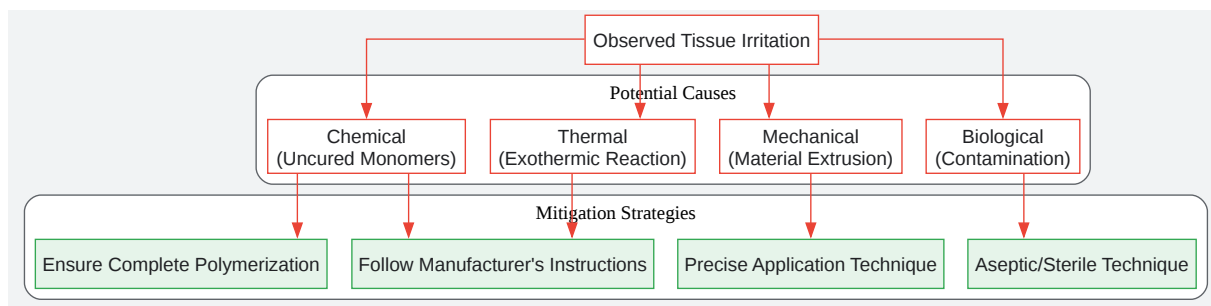 Observed Tissue Irritation
Potential Causes
Chemical
(Uncured Monomers)
Thermal
(Exothermic Reaction)
Mechanical
(Material Extrusion)
Biological
(Contamination)
Mitigation Strategies
Ensure Complete Polymerization
Follow Manufacturer's Instructions
Precise Application Technique
Aseptic/Sterile Technique